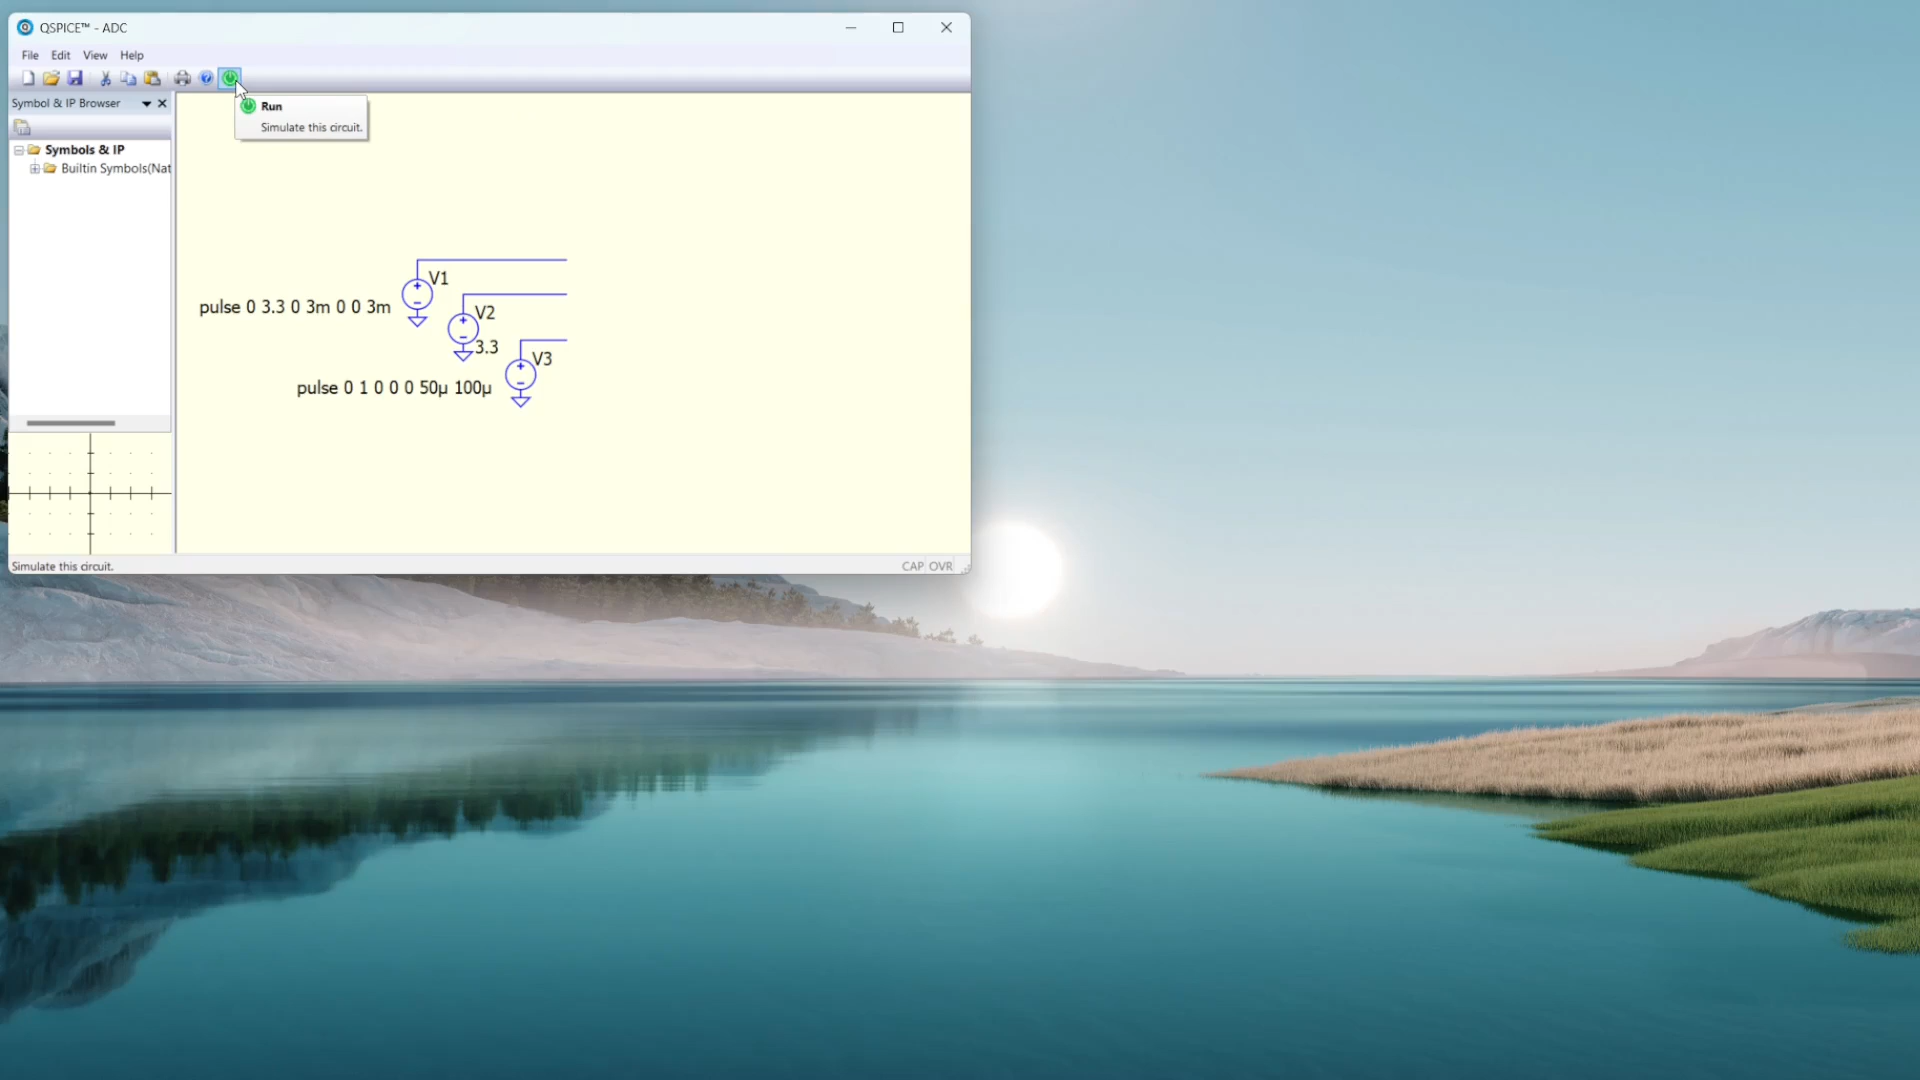 QSPICE™ - ADC
File Edit View Help
Symbol & IP Browser
Run
Simulate this circuit.
Symbols & IP
Builtin Symbols(Nat
V1
pulse 0 3.3 0 3m 0 0 3m
V2
3.3
V3
pulse 0 1 0 0 0 50µ 100µ
Simulate this circuit.
CAP OVR